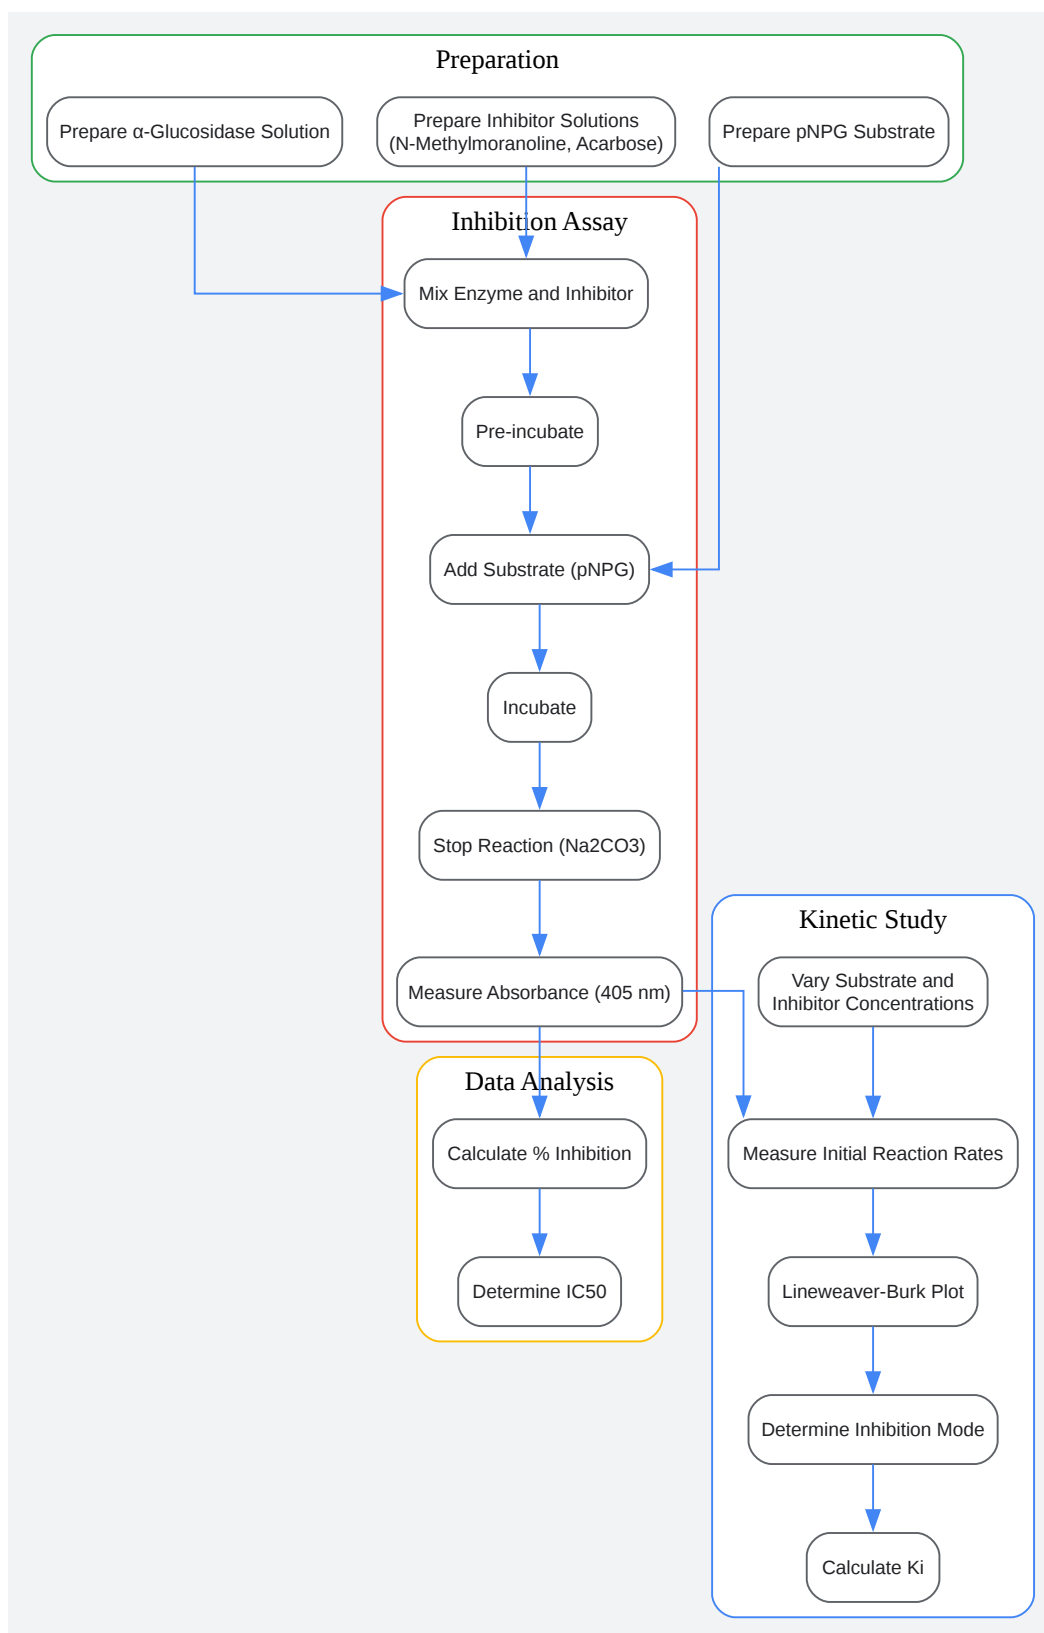 Preparation
Prepare α-Glucosidase Solution
Prepare Inhibitor Solutions
(N-Methylmoranoline, Acarbose)
Prepare pNPG Substrate
Inhibition Assay
Mix Enzyme and Inhibitor
Pre-incubate
Add Substrate (pNPG)
Incubate
Stop Reaction (Na2CO3)
Measure Absorbance (405 nm)
Data Analysis
Calculate % Inhibition
Determine IC50
Kinetic Study
Vary Substrate and
Inhibitor Concentrations
Measure Initial Reaction Rates
Lineweaver-Burk Plot
Determine Inhibition Mode
Calculate Ki